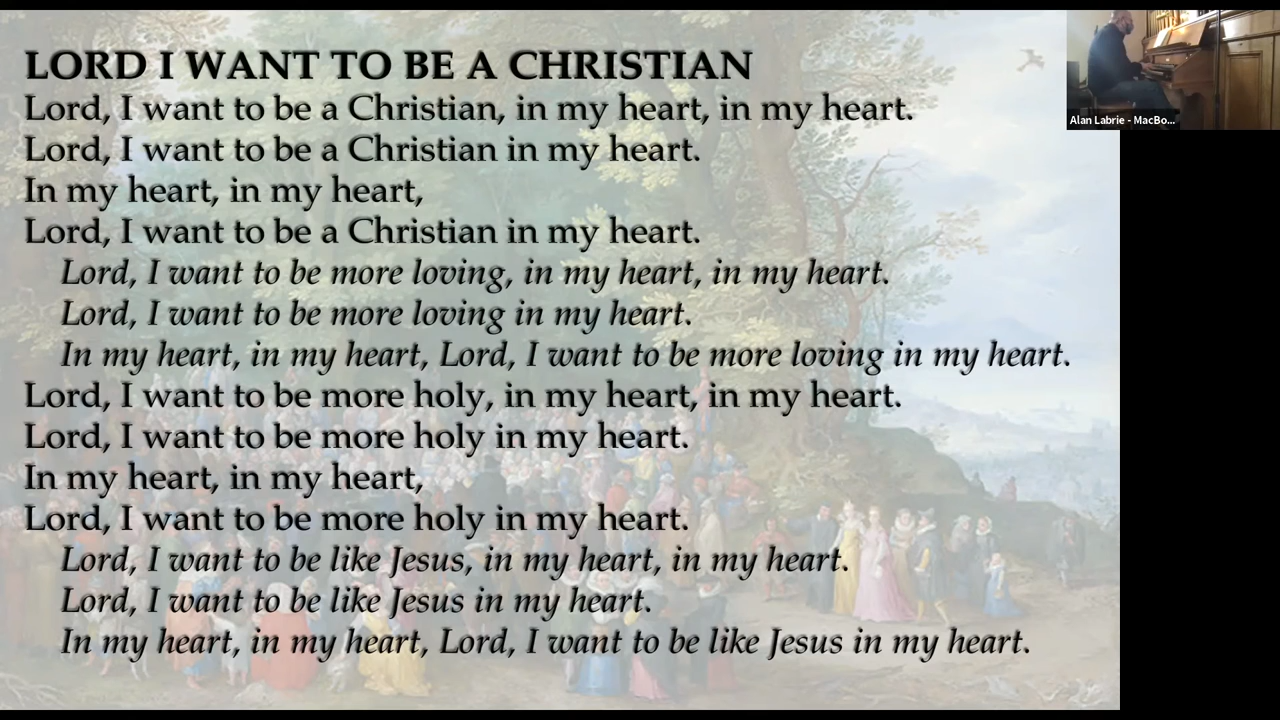 LORD I WANT TO BE A CHRISTIAN
Lord, I want to be a Christian, in my heart, in my heart.
Lord, I want to be a Christian in my heart.
In my heart, in my heart,
Lord, I want to be a Christian in my heart.
Lord, I want to be more loving, in my heart, in my heart.
Lord, I want to be more loving in my heart.
In my heart, in my heart, Lord, I want to be more loving in my heart.
Lord, I want to be more holy, in my heart, in my heart.
Lord, I want to be more holy in my heart.
In my heart, in my heart,
Lord, I want to be more holy in my heart.
Lord, I want to be like Jesus, in my heart, in my heart.
Lord, I want to be like Jesus in my heart.
In my heart, in my heart, Lord, I want to be like Jesus in my heart.
Alan Labrie - MacBo...